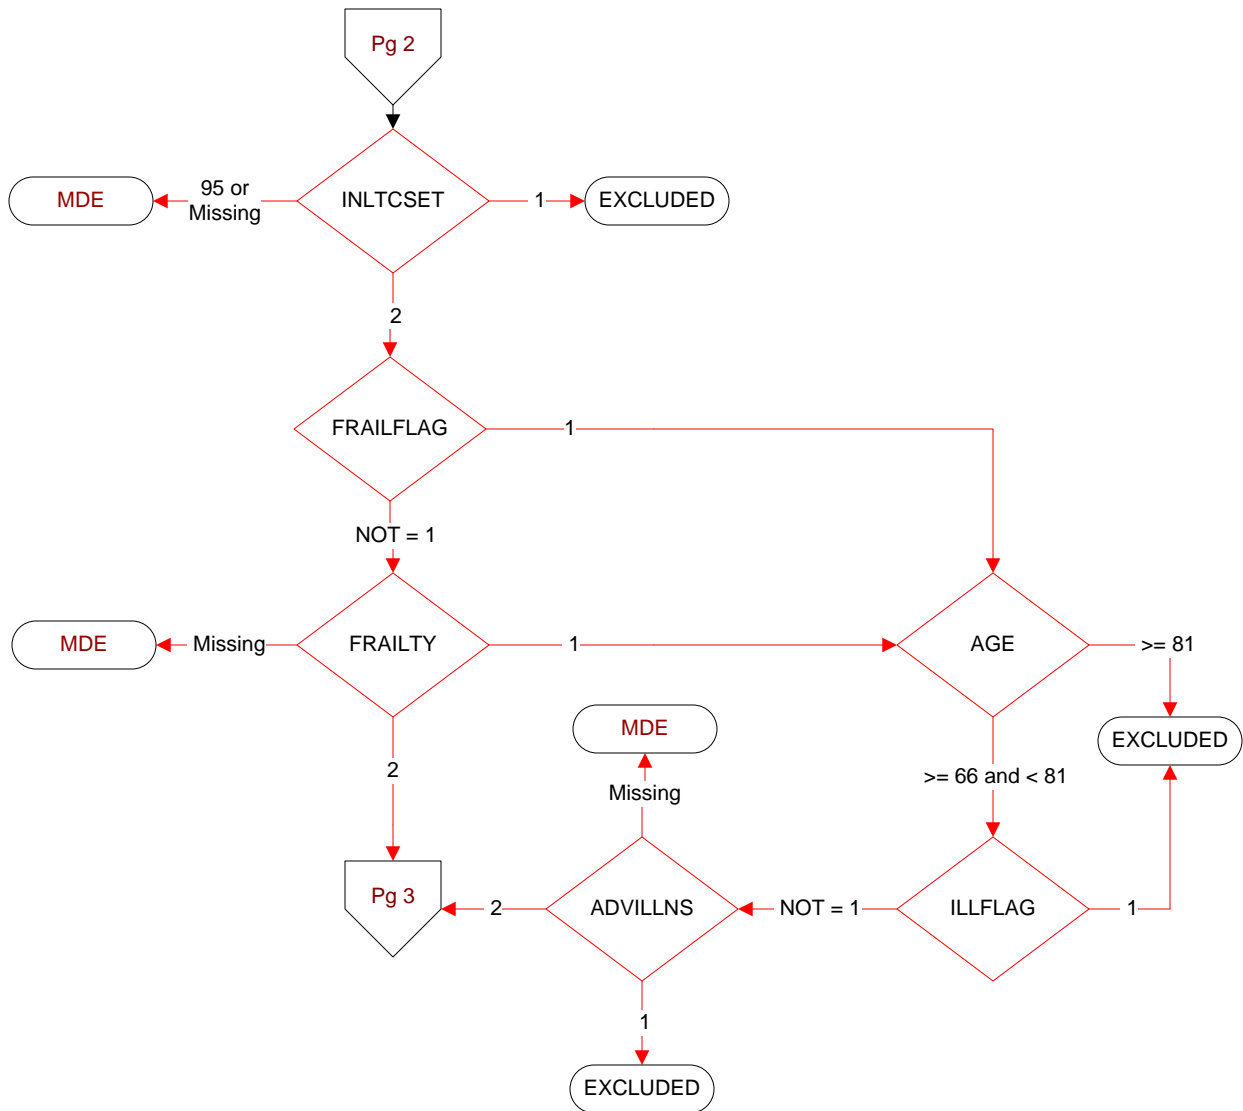 Pg 2
MDE
95 or
Missing
INLTCSET
1
EXCLUDED
2
FRAILFLAG
1
NOT = 1
MDE
Missing
FRAILTY
1
AGE
>= 81
MDE
EXCLUDED
2
>= 66 and < 81
Missing
Pg 3
2
ADVILLNS
NOT = 1
ILLFLAG
1
1
EXCLUDED